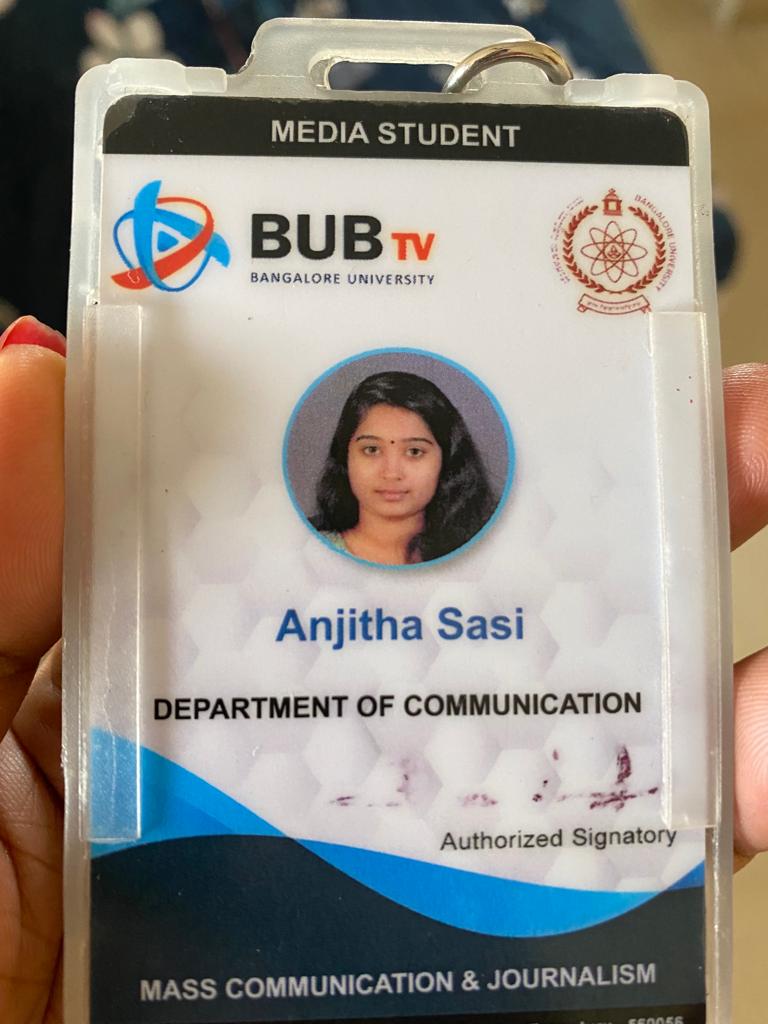 MEDIA STUDENT
BUB TV
BANGALORE UNIVERSITY
BANGALORE UNIVERSITY
Anjitha Sasi
DEPARTMENT OF COMMUNICATION
Authorized Signatory
MASS COMMUNICATION & JOURNALISM
560056